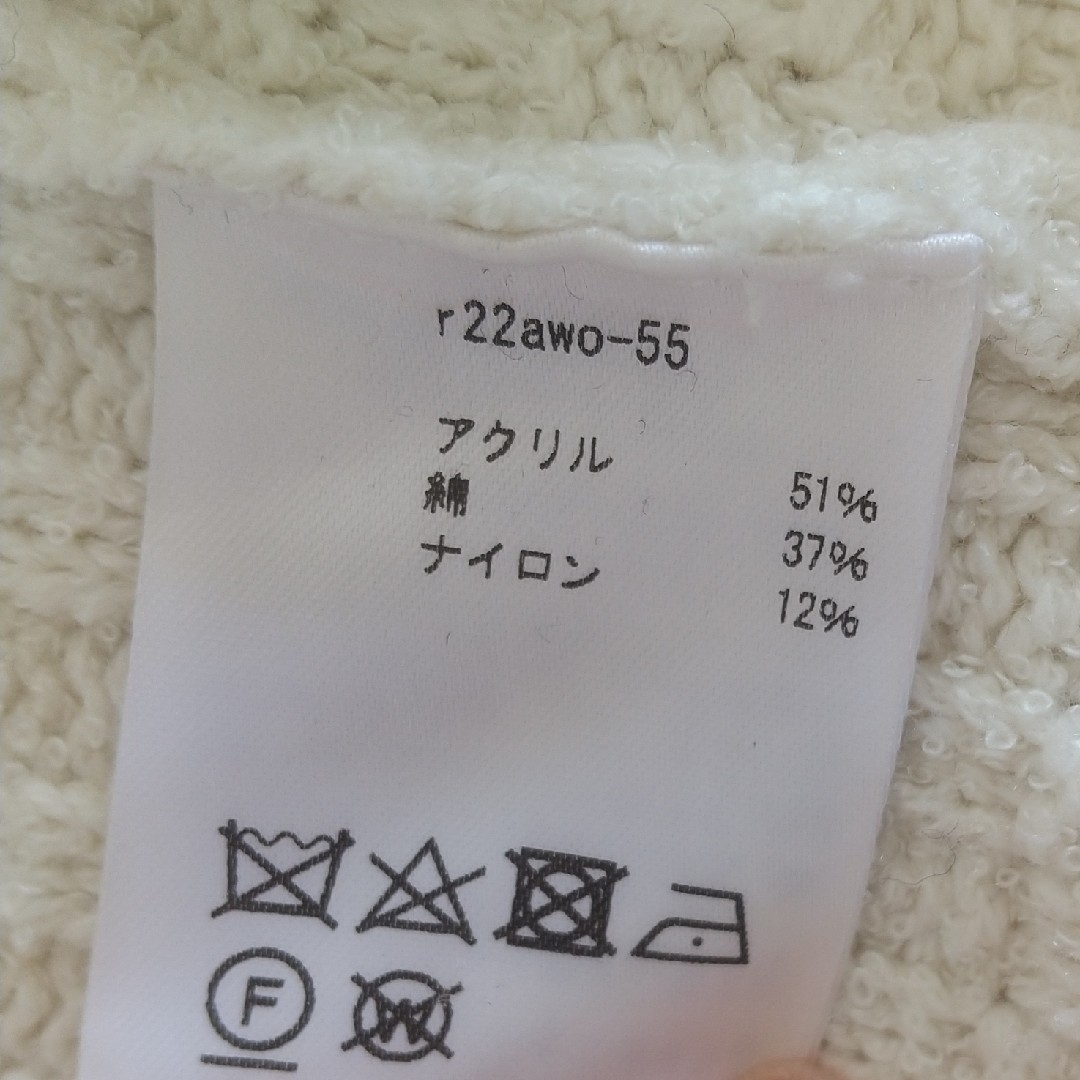 r22awo-55
アクリル 51%
綿 37%
ナイロン 12%
F
W